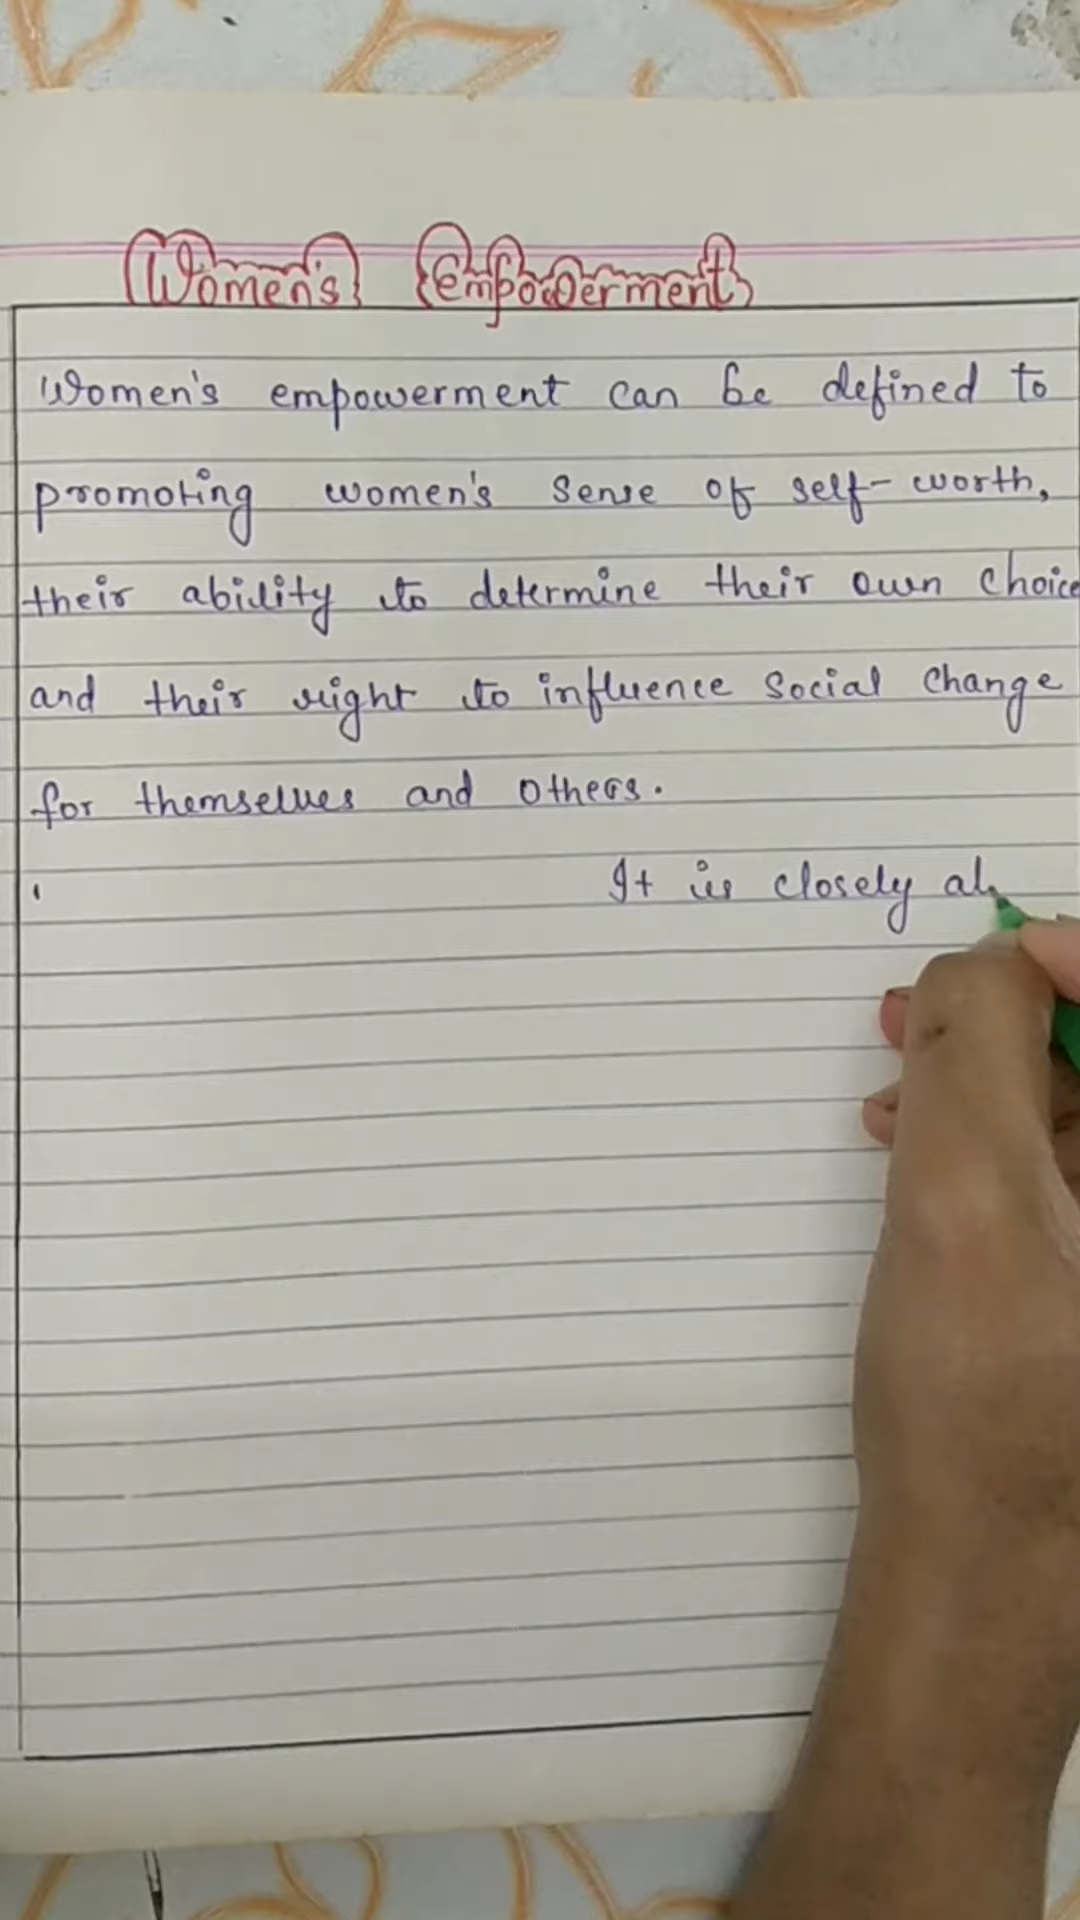 Women's Empowerment
Women's empowerment can be defined to
promoting women's sense of self-worth,
their ability to determine their own choice
and their right to influence social change
for themselves and others.
It is closely al